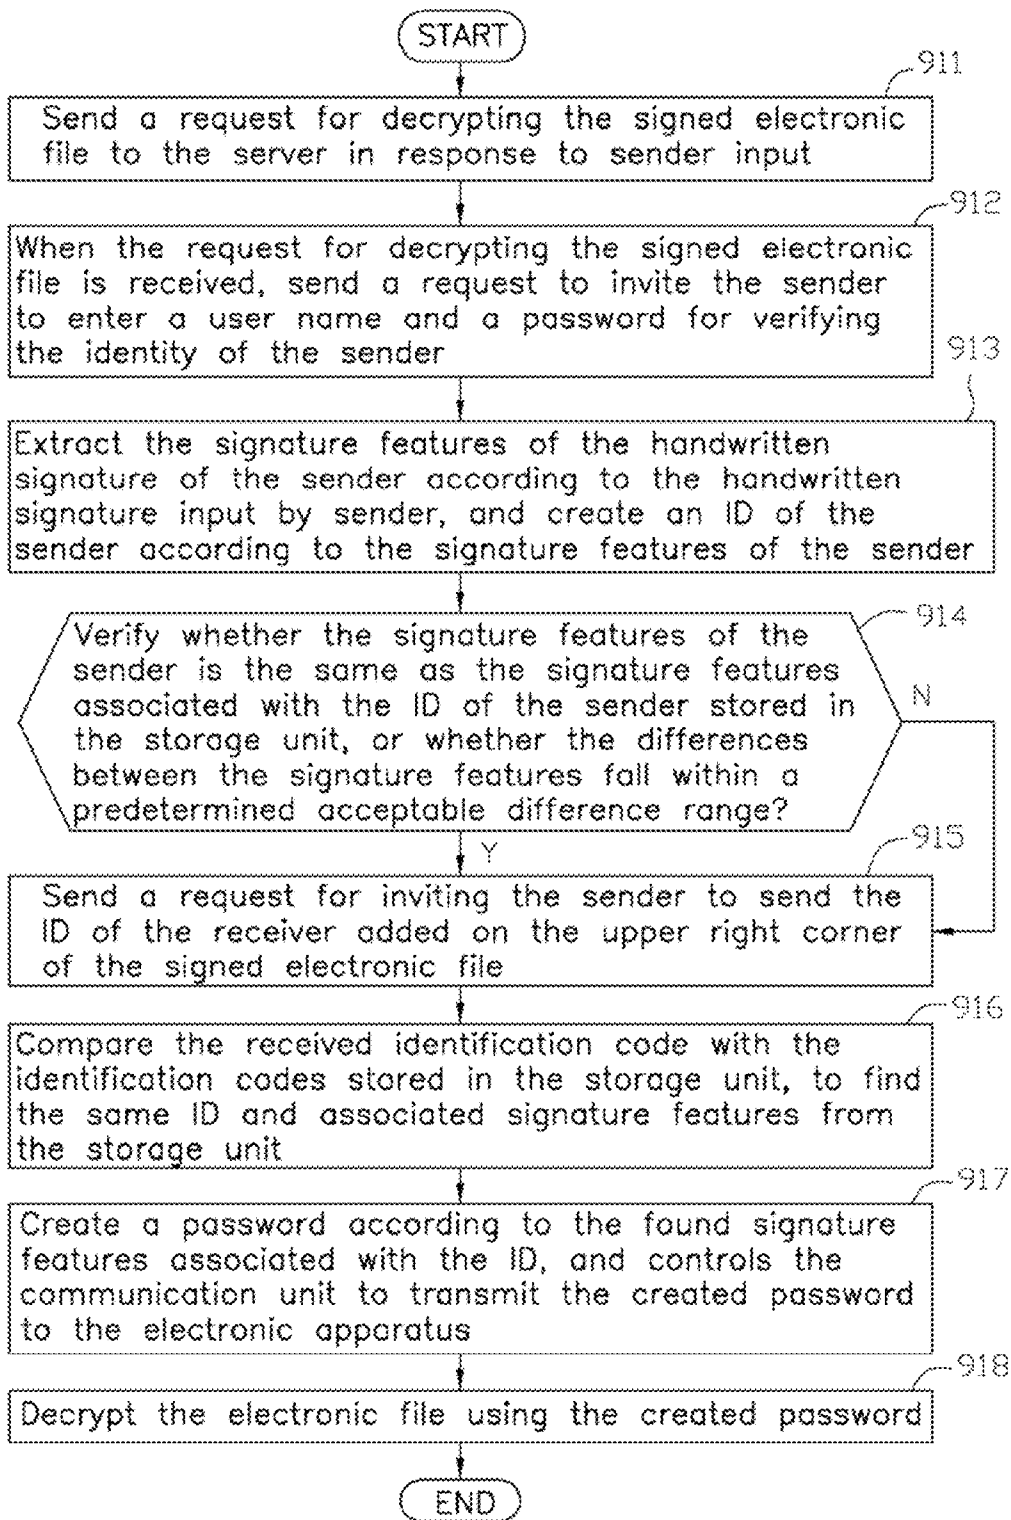 START
911
Send a request for decrypting the signed electronic
file to the server in response to sender input
912
When the request for decrypting the signed electronic
file is received, send a request to invite the sender
to enter a user name and a password for verifying
the identity of the sender
913
Extract the signature features of the handwritten
signature of the sender according to the handwritten
signature input by sender, and create an ID of the
sender according to the signature features of the sender
914
Verify whether the signature features of the
sender is the same as the signature features
associated with the ID of the sender stored in
the storage unit, or whether the differences
between the signature features fall within a
predetermined acceptable difference range?
N
Y
915
Send a request for inviting the sender to send the
ID of the receiver added on the upper right corner
of the signed electronic file
916
Compare the received identification code with the
identification codes stored in the storage unit, to find
the same ID and associated signature features from
the storage unit
917
Create a password according to the found signature
features associated with the ID, and controls the
communication unit to transmit the created password
to the electronic apparatus
918
Decrypt the electronic file using the created password
END